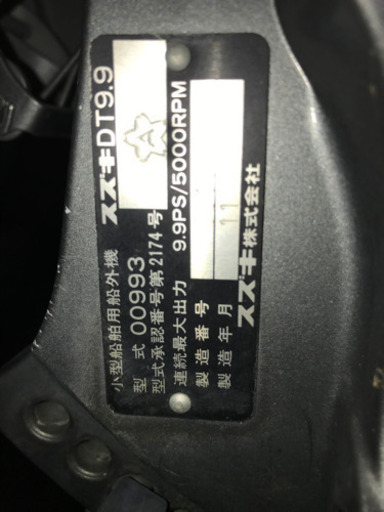 小型船舶用船外機 スズキDT9.9
型式 00993
型式承認番号第2174号
連続最大出力 9.9PS/5000RPM
製造番号
製造年月 11
スズキ株式会社